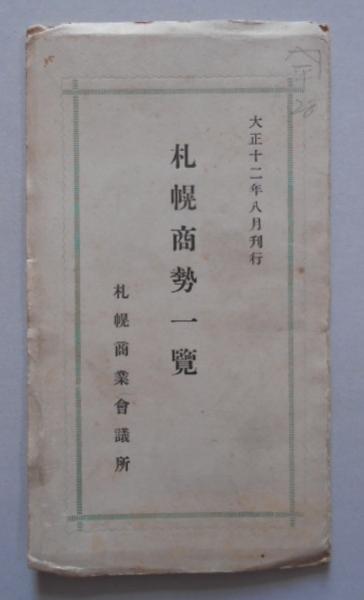 大正十二年八月刊行
札幌商勢一覽
札幌商業會議所
28